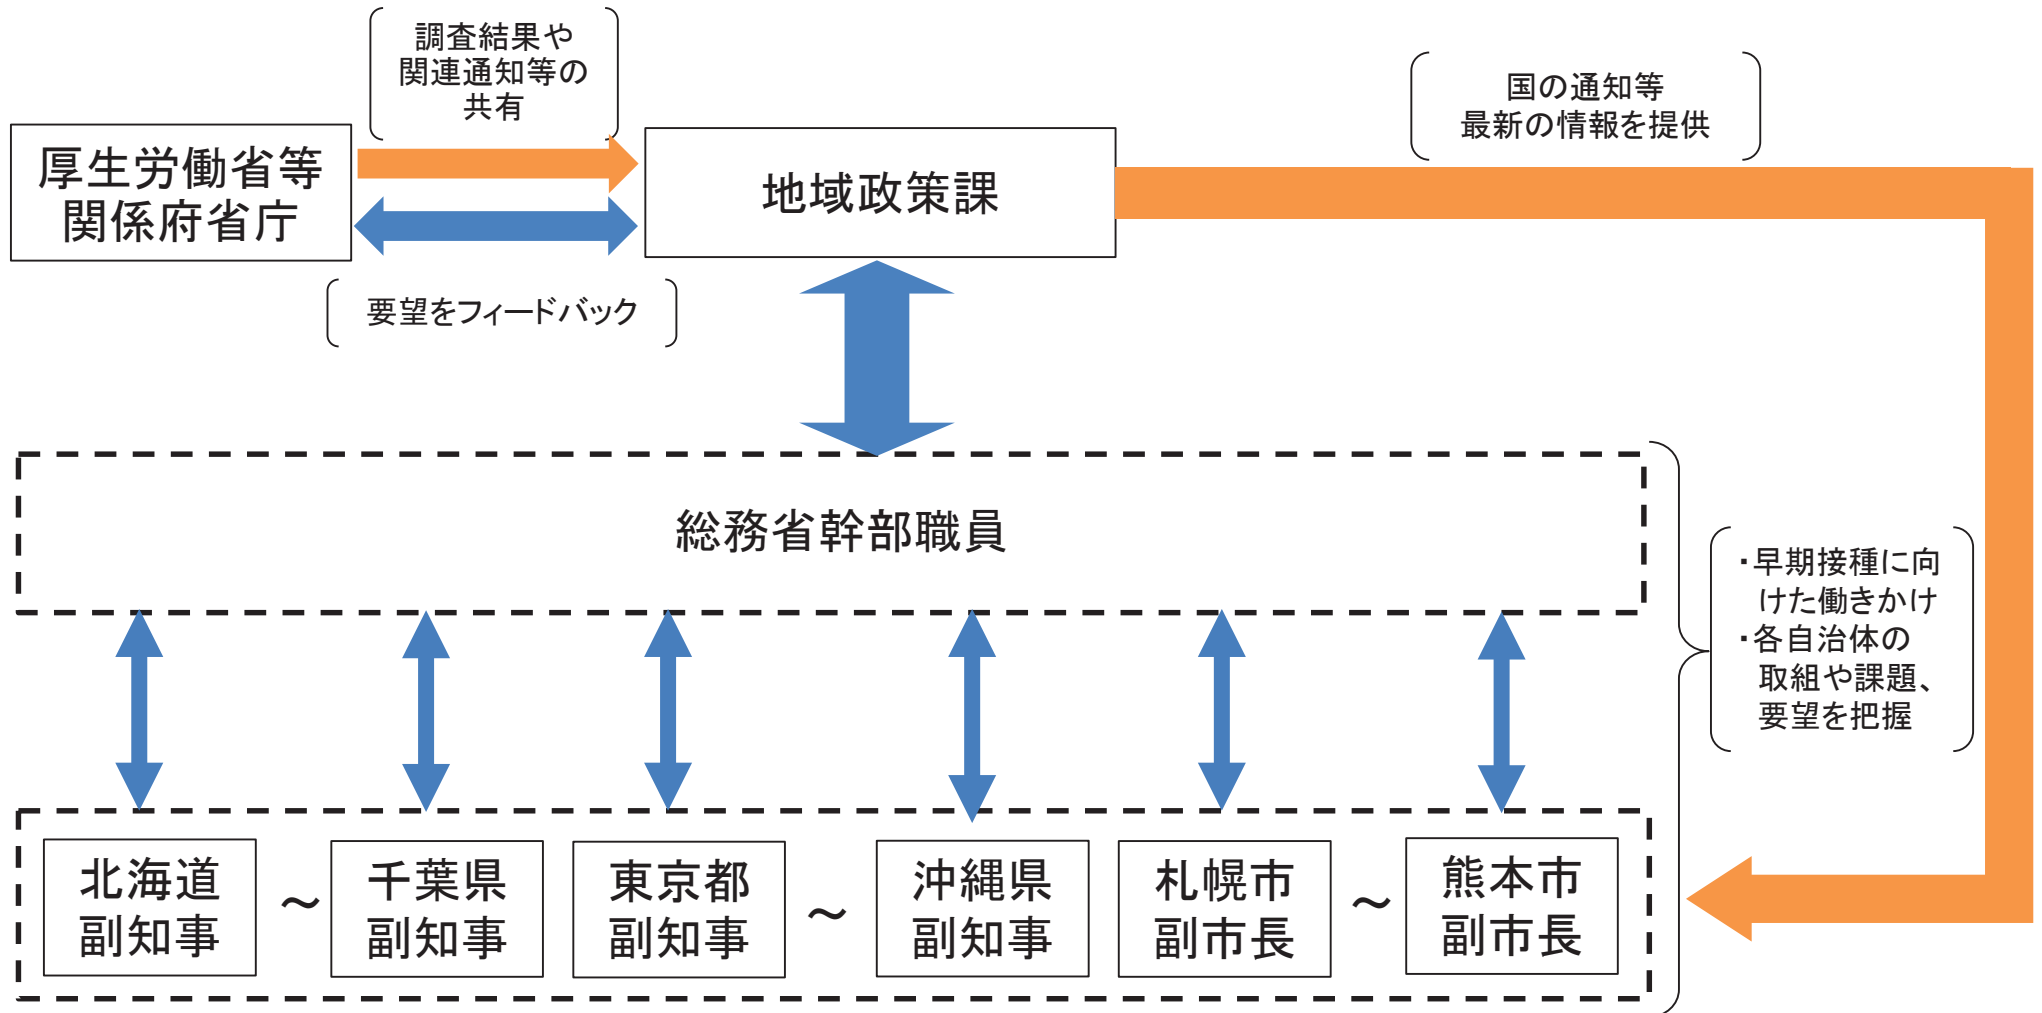 調査結果や
関連通知等の
共有
国の通知等
最新の情報を提供
厚生労働省等
関係府省庁
地域政策課
要望をフィードバック
総務省幹部職員
・早期接種に向
けた働きかけ
・各自治体の
取組や課題、
要望を把握
北海道
副知事
～
千葉県
副知事
東京都
副知事
～
沖縄県
副知事
札幌市
副市長
～
熊本市
副市長